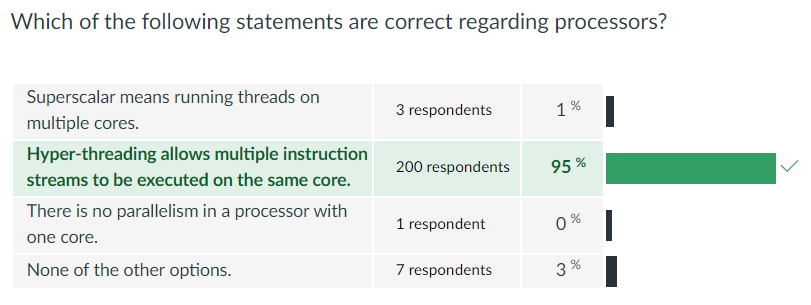 Which of the following statements are correct regarding processors?
Superscalar means running threads on
multiple cores.
3 respondents
1 %
Hyper-threading allows multiple instruction
streams to be executed on the same core.
200 respondents
95 %
There is no parallelism in a processor with
one core.
1 respondent
0 %
None of the other options.
7 respondents
3 %